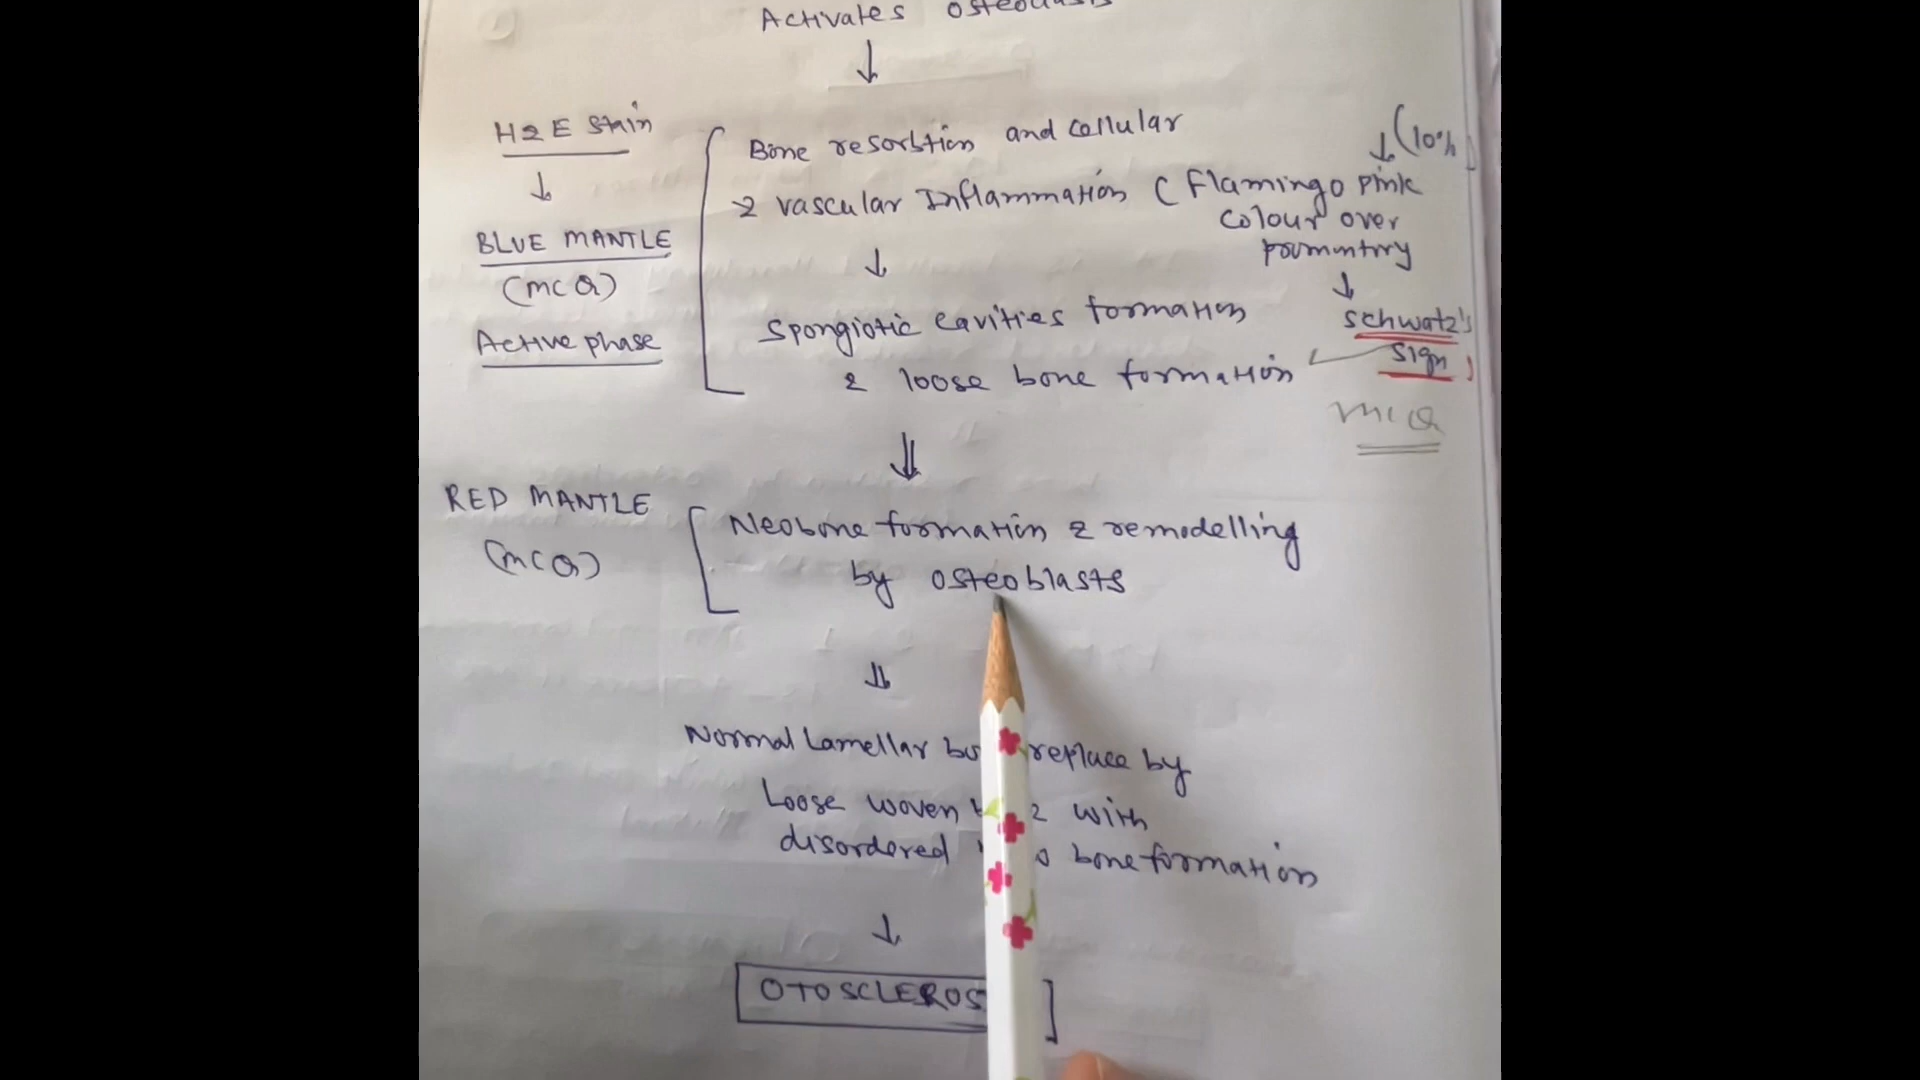 Activates osteoclasts
↓
H & E stain
↓
BLUE MANTLE
(MCQ)
Active phase
Bone resorbtion and cellular
& vascular Inflammation (Flamingo pink
colour over
↓(10%)
↓
Schwatz's
sign)
MCQ
↓
Spongiotic cavities formation
& loose bone formation
⇓
RED MANTLE
(MCQ)
Neobone formation & remodelling
by osteoblasts
⇓
Normal Lamellar replace by
Loose woven & with
disordered bone formation
↓
OTOSCLEROS